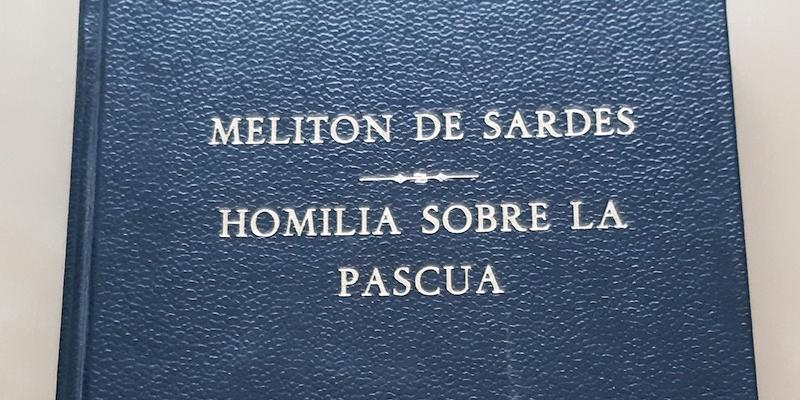 MELITON DE SARDES
HOMILIA SOBRE LA
PASCUA